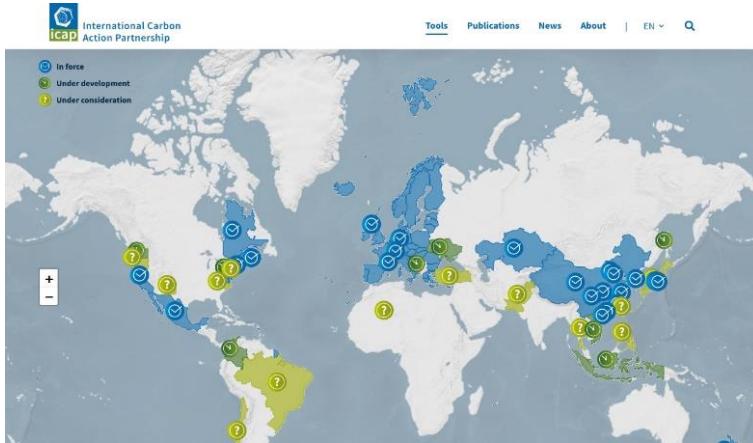 icap
International Carbon
Action Partnership
Tools Publications News About | EN
In force
Under development
Under consideration
+
−